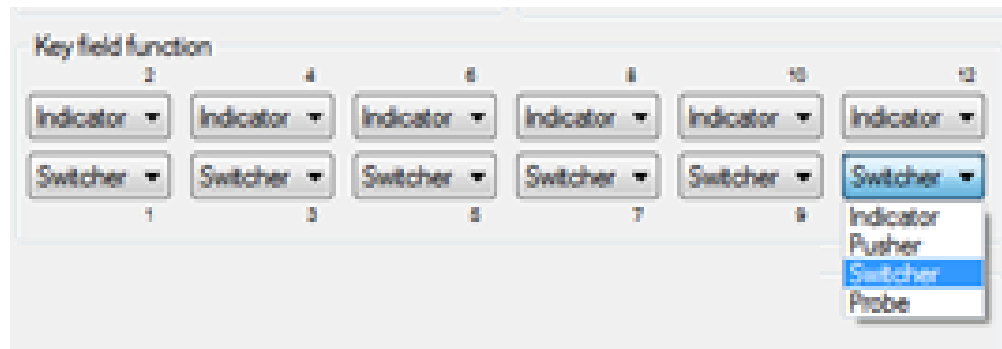 Key field function
2 4 6 8 10 12
Indicator Indicator Indicator Indicator Indicator Indicator
Switcher Switcher Switcher Switcher Switcher Switcher
1 3 5 7 9
Indicator
Pusher
Switcher
Probe